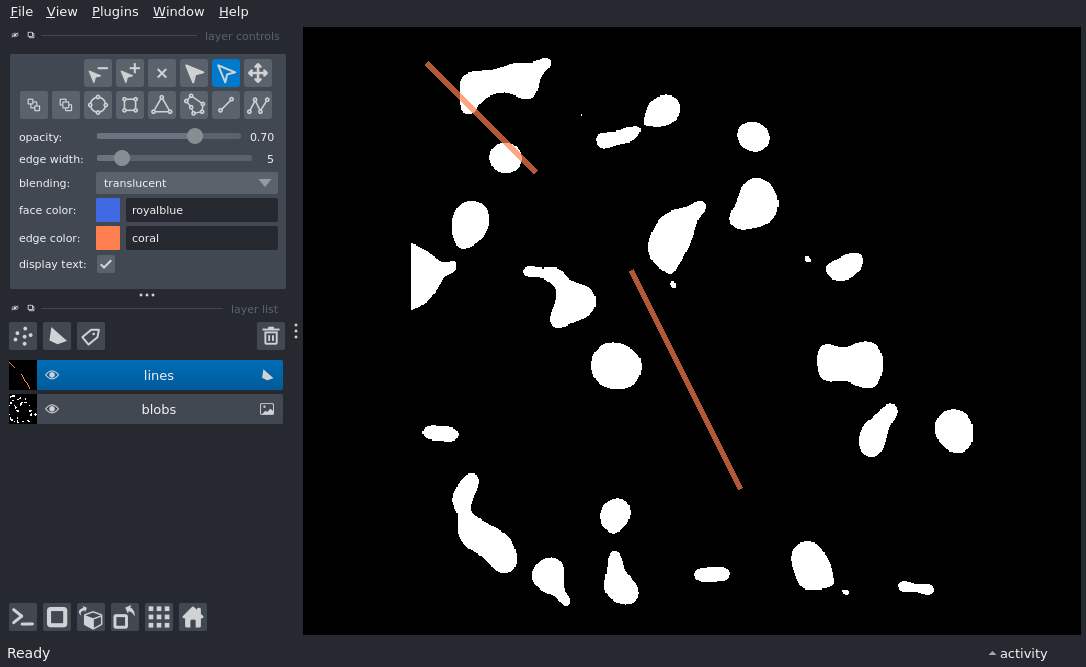 File View Plugins Window Help
layer controls
opacity: 0.70
edge width: 5
blending: translucent
face color: royalblue
edge color: coral
display text:
layer list
lines
blobs
Ready
activity